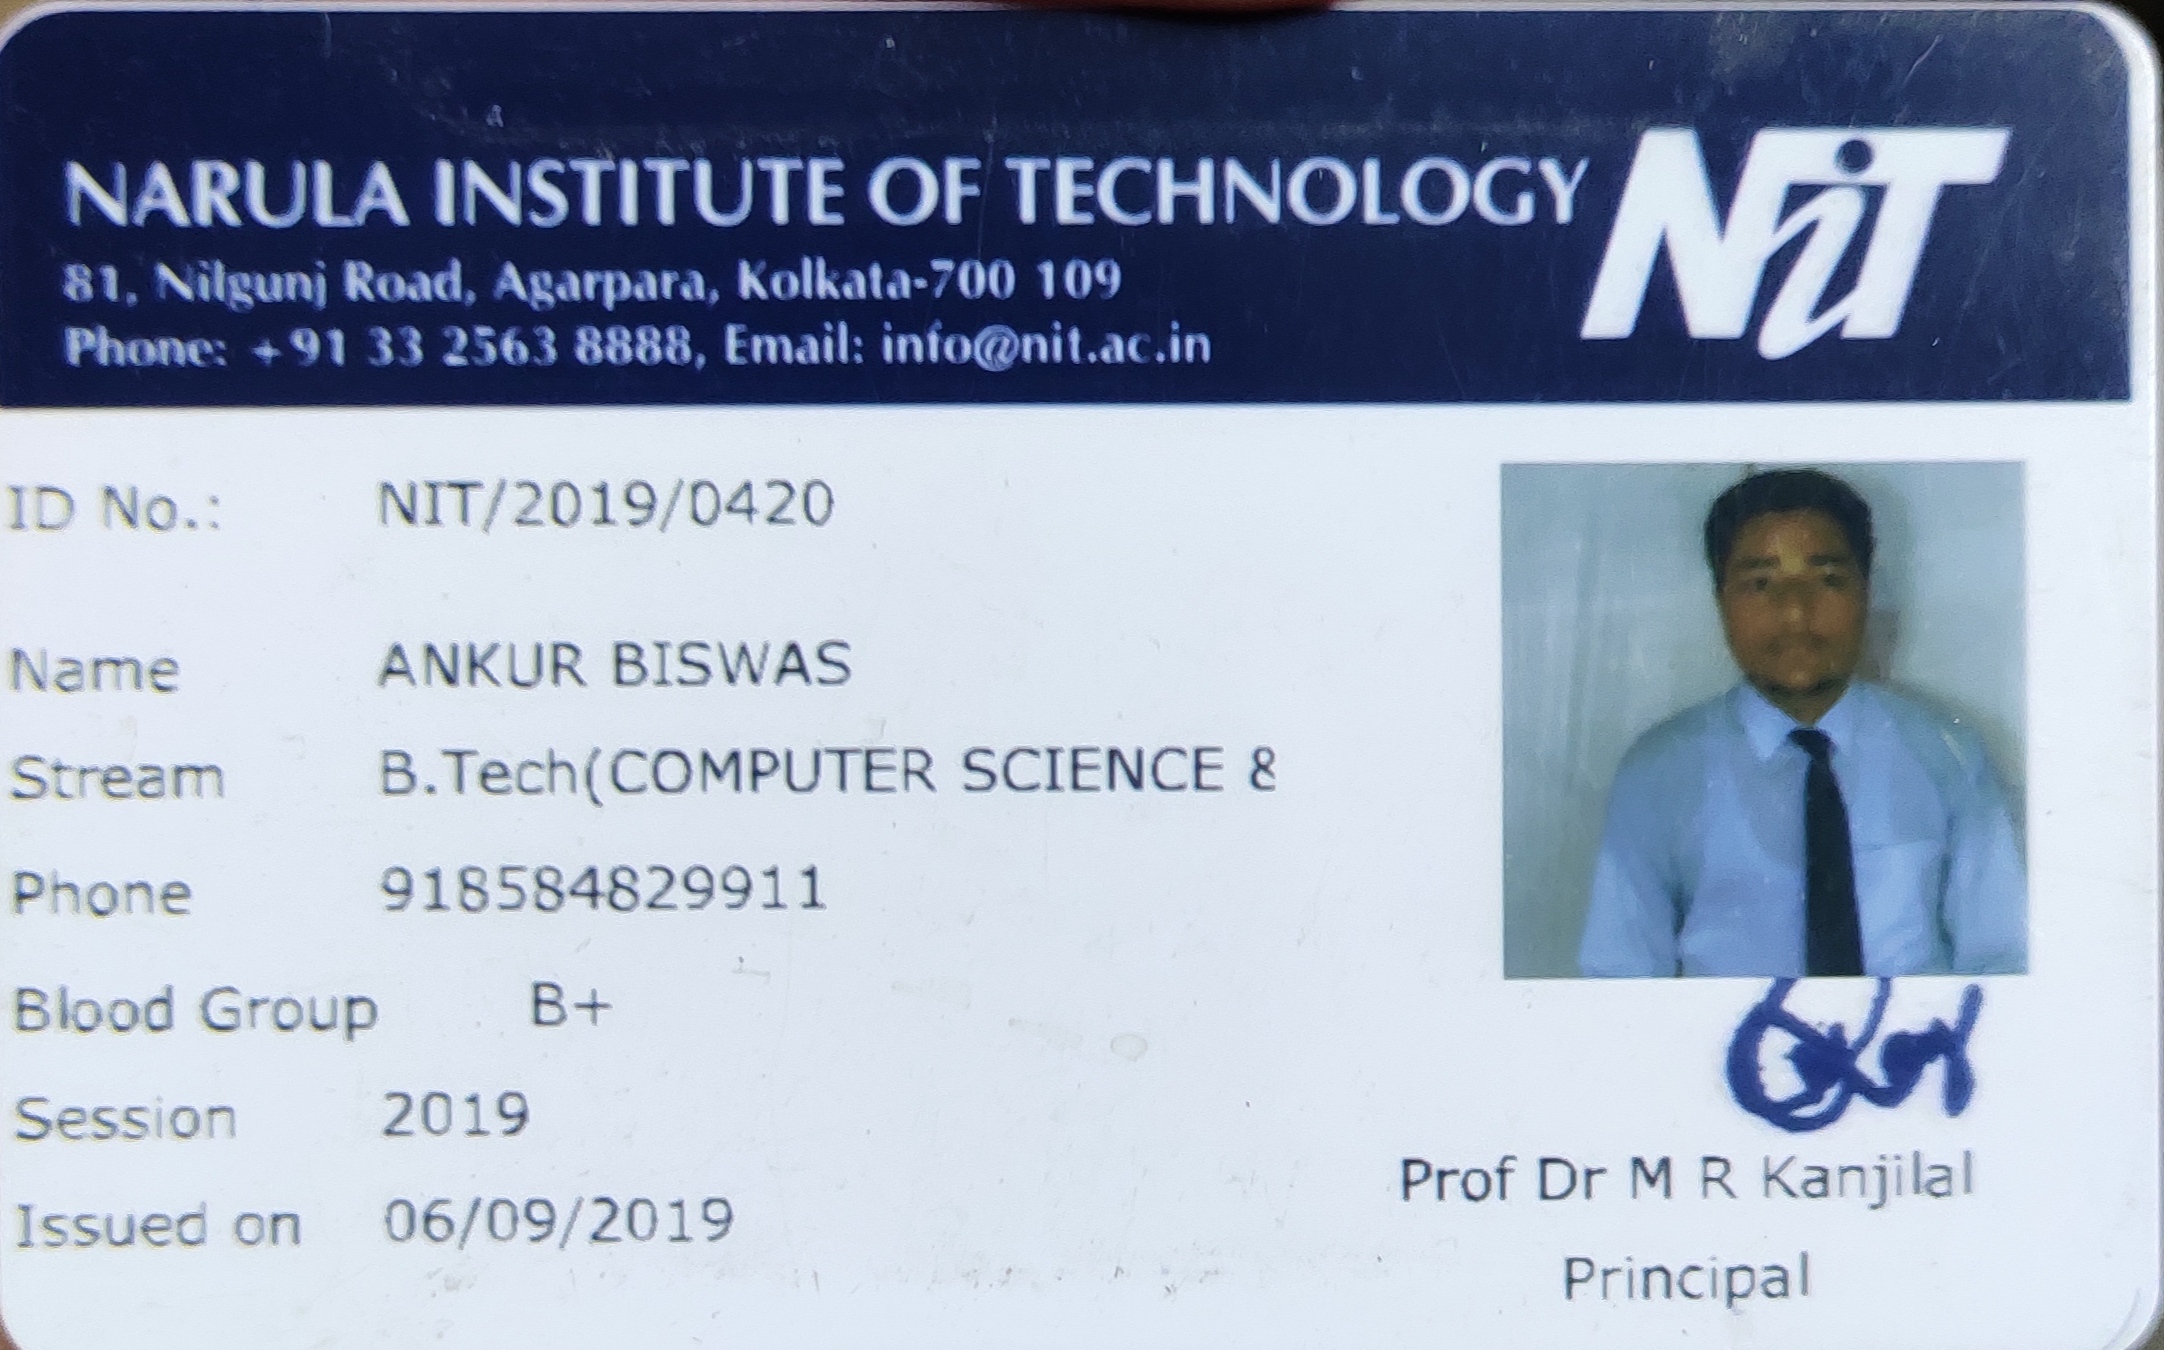 NARULA INSTITUTE OF TECHNOLOGY
NiT
81, Nilgunj Road, Agarpara, Kolkata-700 109
Phone: +91 33 2563 8888, Email: info@nit.ac.in
ID No.: NIT/2019/0420
Name ANKUR BISWAS
Stream B.Tech(COMPUTER SCIENCE &
Phone 918584829911
Blood Group B+
Session 2019
Issued on 06/09/2019
Prof Dr M R Kanjilal
Principal